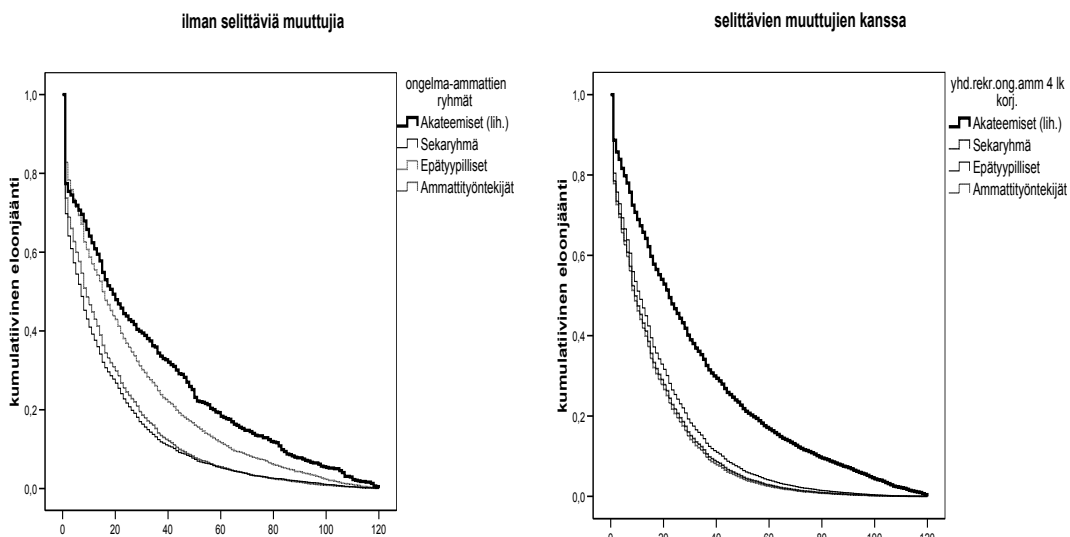 ilman selittäviä muuttujia
ongelma-ammattien
ryhmät
Akateemiset (lih.)
Sekaryhmä
Epätyypilliset
Ammattityöntekijät
kumulatiivinen eloonjäänti
1,0
0,8
0,6
0,4
0,2
0,0
0 20 40 60 80 100 120
selittävien muuttujien kanssa
yhd.rekr.ong.amm 4 lk
korj.
Akateemiset (lih.)
Sekaryhmä
Epätyypilliset
Ammattityöntekijät
kumulatiivinen eloonjäänti
1,0
0,8
0,6
0,4
0,2
0,0
0 20 40 60 80 100 120